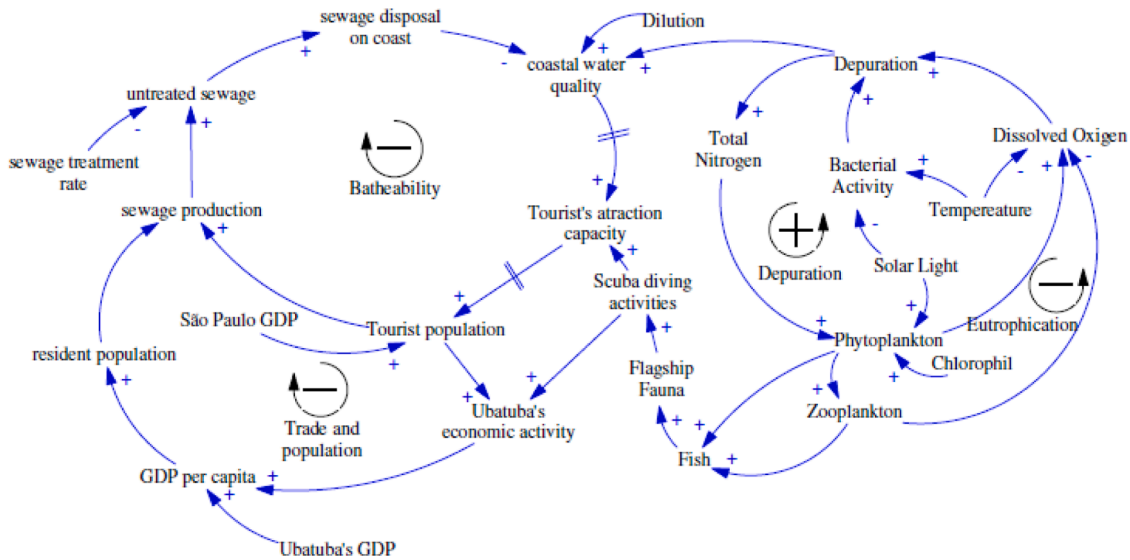 sewage disposal
on coast
Dilution
coastal water
quality
Depuration
untreated sewage
Total
Nitrogen
Dissolved Oxigen
sewage treatment
rate
Batheability
Bacterial
Activity
sewage production
Tourist's atraction
capacity
Tempereature
Depuration
Solar Light
Scuba diving
activities
São Paulo GDP
Tourist population
Eutrophication
resident population
Phytoplankton
Chlorophil
Flagship
Fauna
Trade and
population
Ubatuba's
economic activity
Zooplankton
Fish
GDP per capita
Ubatuba's GDP